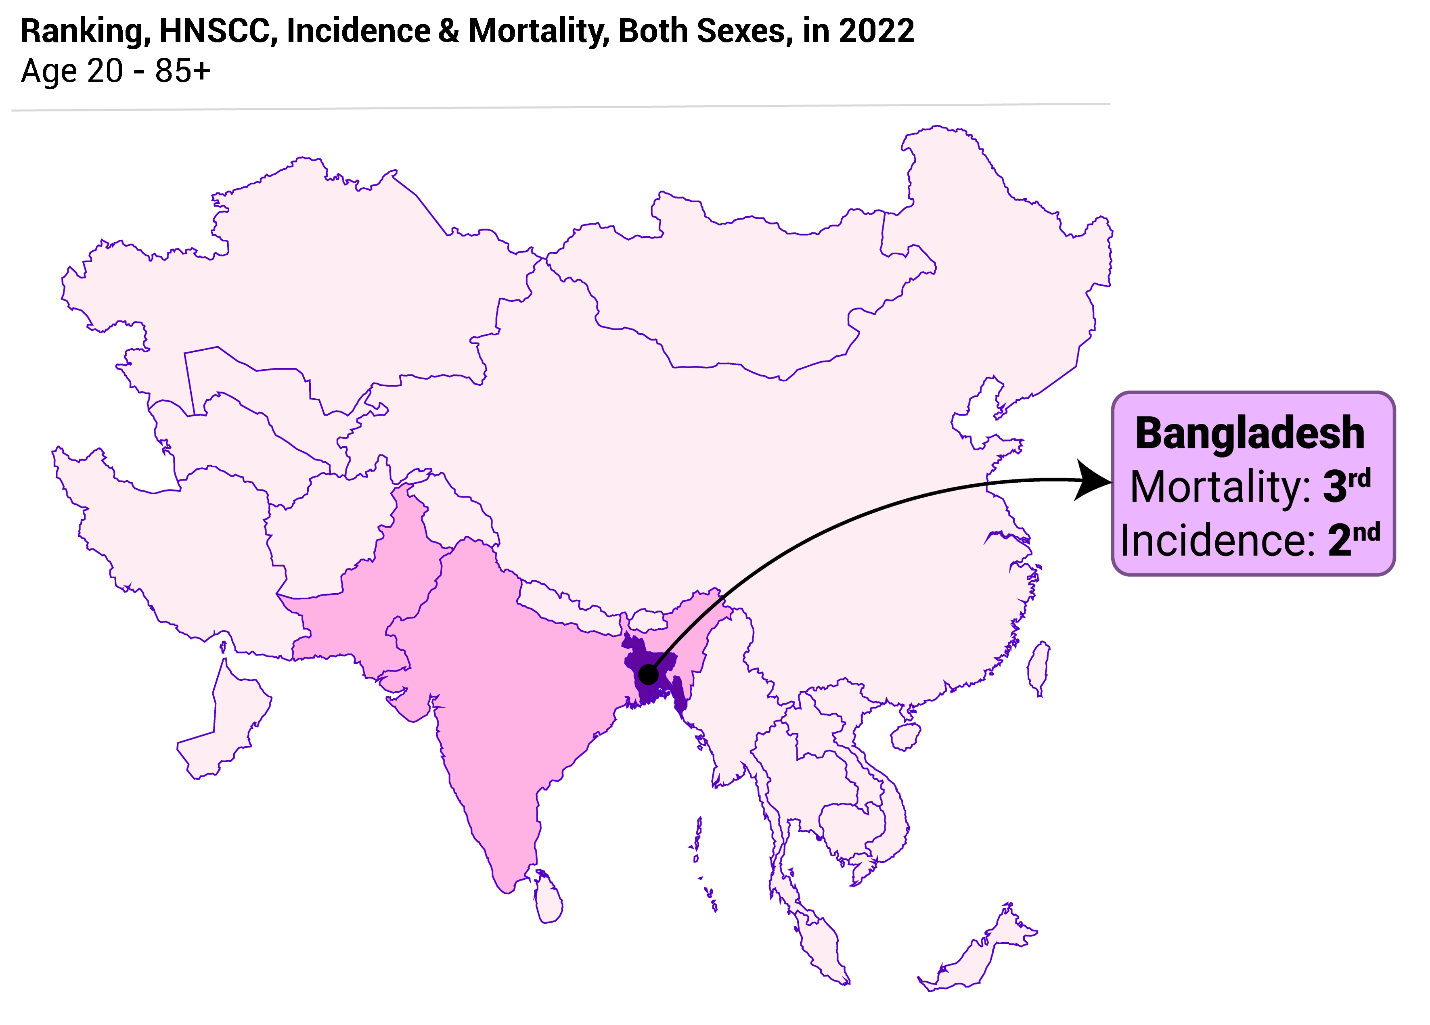 Ranking, HNSCC, Incidence & Mortality, Both Sexes, in 2022
Age 20 - 85+
Bangladesh
Mortality: 3rd
Incidence: 2nd